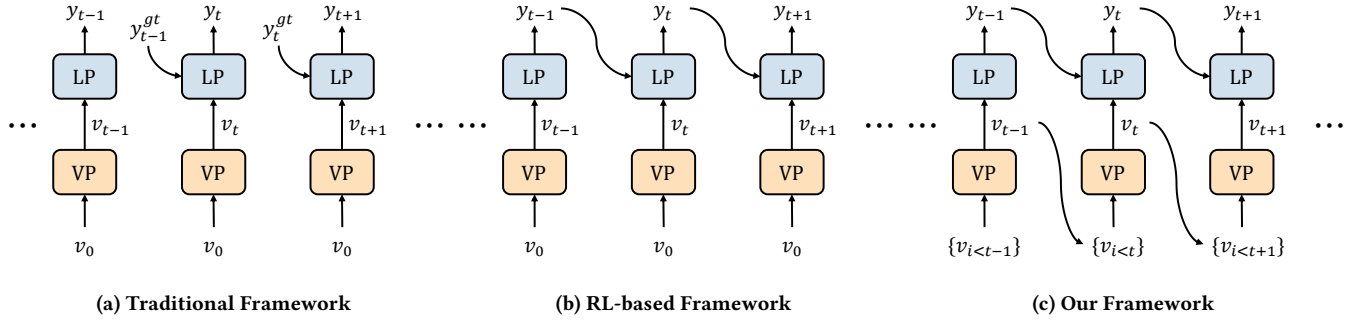 y_{t-1} y_t y_{t+1} y_{t-1} y_t y_{t+1} y_{t-1} y_t y_{t+1}
y_{t-1}^{gt} y_t^{gt}
LP LP LP LP LP LP LP LP LP
... v_{t-1} v_t v_{t+1} ... ... v_{t-1} v_t v_{t+1} ... ... v_{t-1} v_t v_{t+1} ...
VP VP VP VP VP VP VP VP VP
v_0 v_0 v_0 v_0 v_0 v_0 {v_{i<t-1}} {v_{i<t}} {v_{i<t+1}}
(a) Traditional Framework (b) RL-based Framework (c) Our Framework